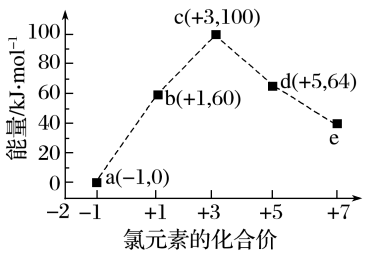 c(+3,100)
100
80
60
40
20
0
能量/kJ·mol⁻¹
b(+1,60)
d(+5,64)
e
a(−1,0)
−2 −1 +1 +3 +5 +7
氯元素的化合价